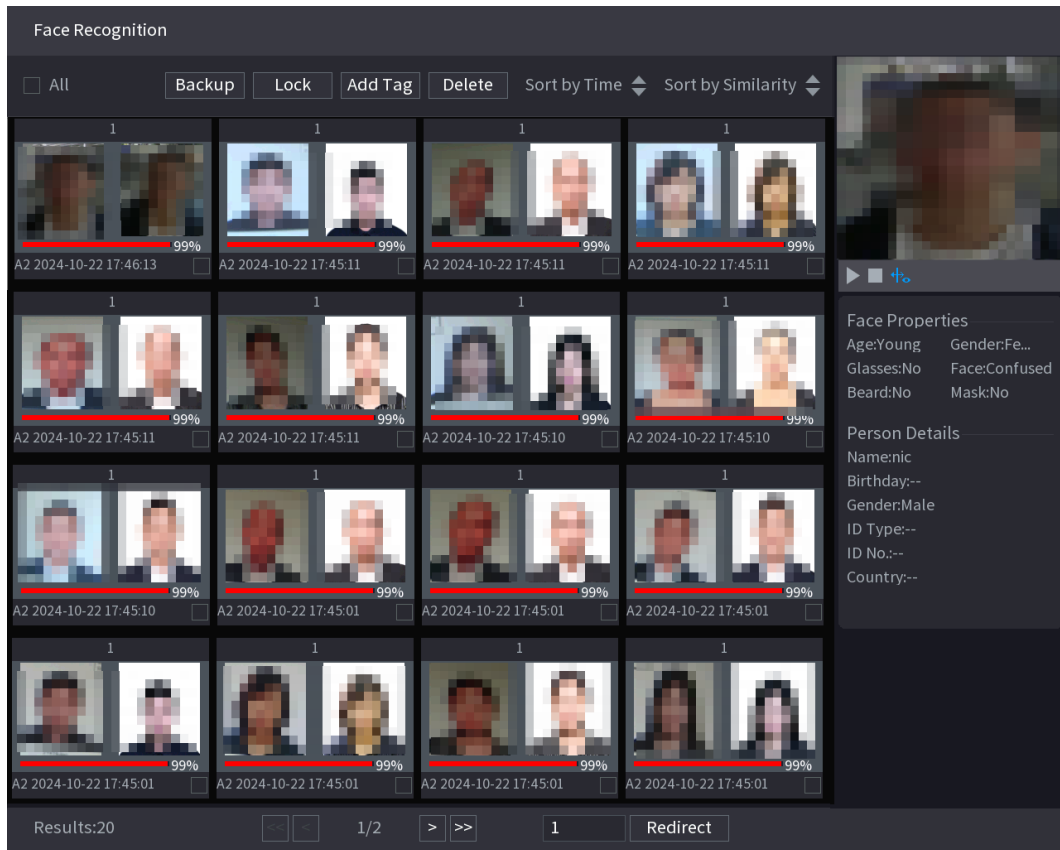 Face Recognition
All Backup Lock Add Tag Delete Sort by Time Sort by Similarity
1 1 1 1
99% 99% 99% 99%
A2 2024-10-22 17:46:13 A2 2024-10-22 17:45:11 A2 2024-10-22 17:45:11 A2 2024-10-22 17:45:11
1 1 1 1
99% 99% 99% 99%
A2 2024-10-22 17:45:11 A2 2024-10-22 17:45:11 A2 2024-10-22 17:45:10 A2 2024-10-22 17:45:10
1 1 1 1
99% 99% 99% 99%
A2 2024-10-22 17:45:10 A2 2024-10-22 17:45:01 A2 2024-10-22 17:45:01 A2 2024-10-22 17:45:01
1 1 1 1
99% 99% 99% 99%
A2 2024-10-22 17:45:01 A2 2024-10-22 17:45:01 A2 2024-10-22 17:45:01 A2 2024-10-22 17:45:01
Face Properties
Age:Young Gender:Fe...
Glasses:No Face:Confused
Beard:No Mask:No
Person Details
Name:nic
Birthday:--
Gender:Male
ID Type:--
ID No.:--
Country:--
Results:20 << < 1/2 > >> 1 Redirect